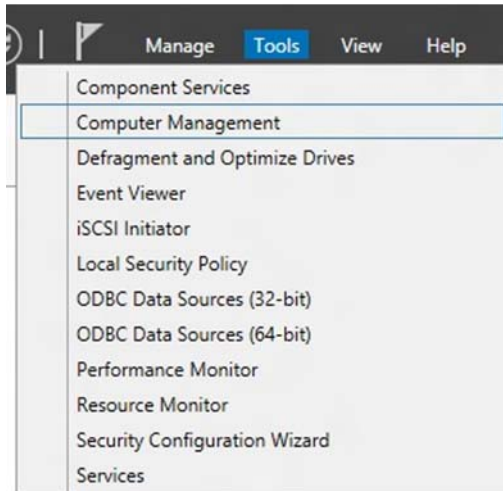 Manage Tools View Help
Component Services
Computer Management
Defragment and Optimize Drives
Event Viewer
iSCSI Initiator
Local Security Policy
ODBC Data Sources (32-bit)
ODBC Data Sources (64-bit)
Performance Monitor
Resource Monitor
Security Configuration Wizard
Services